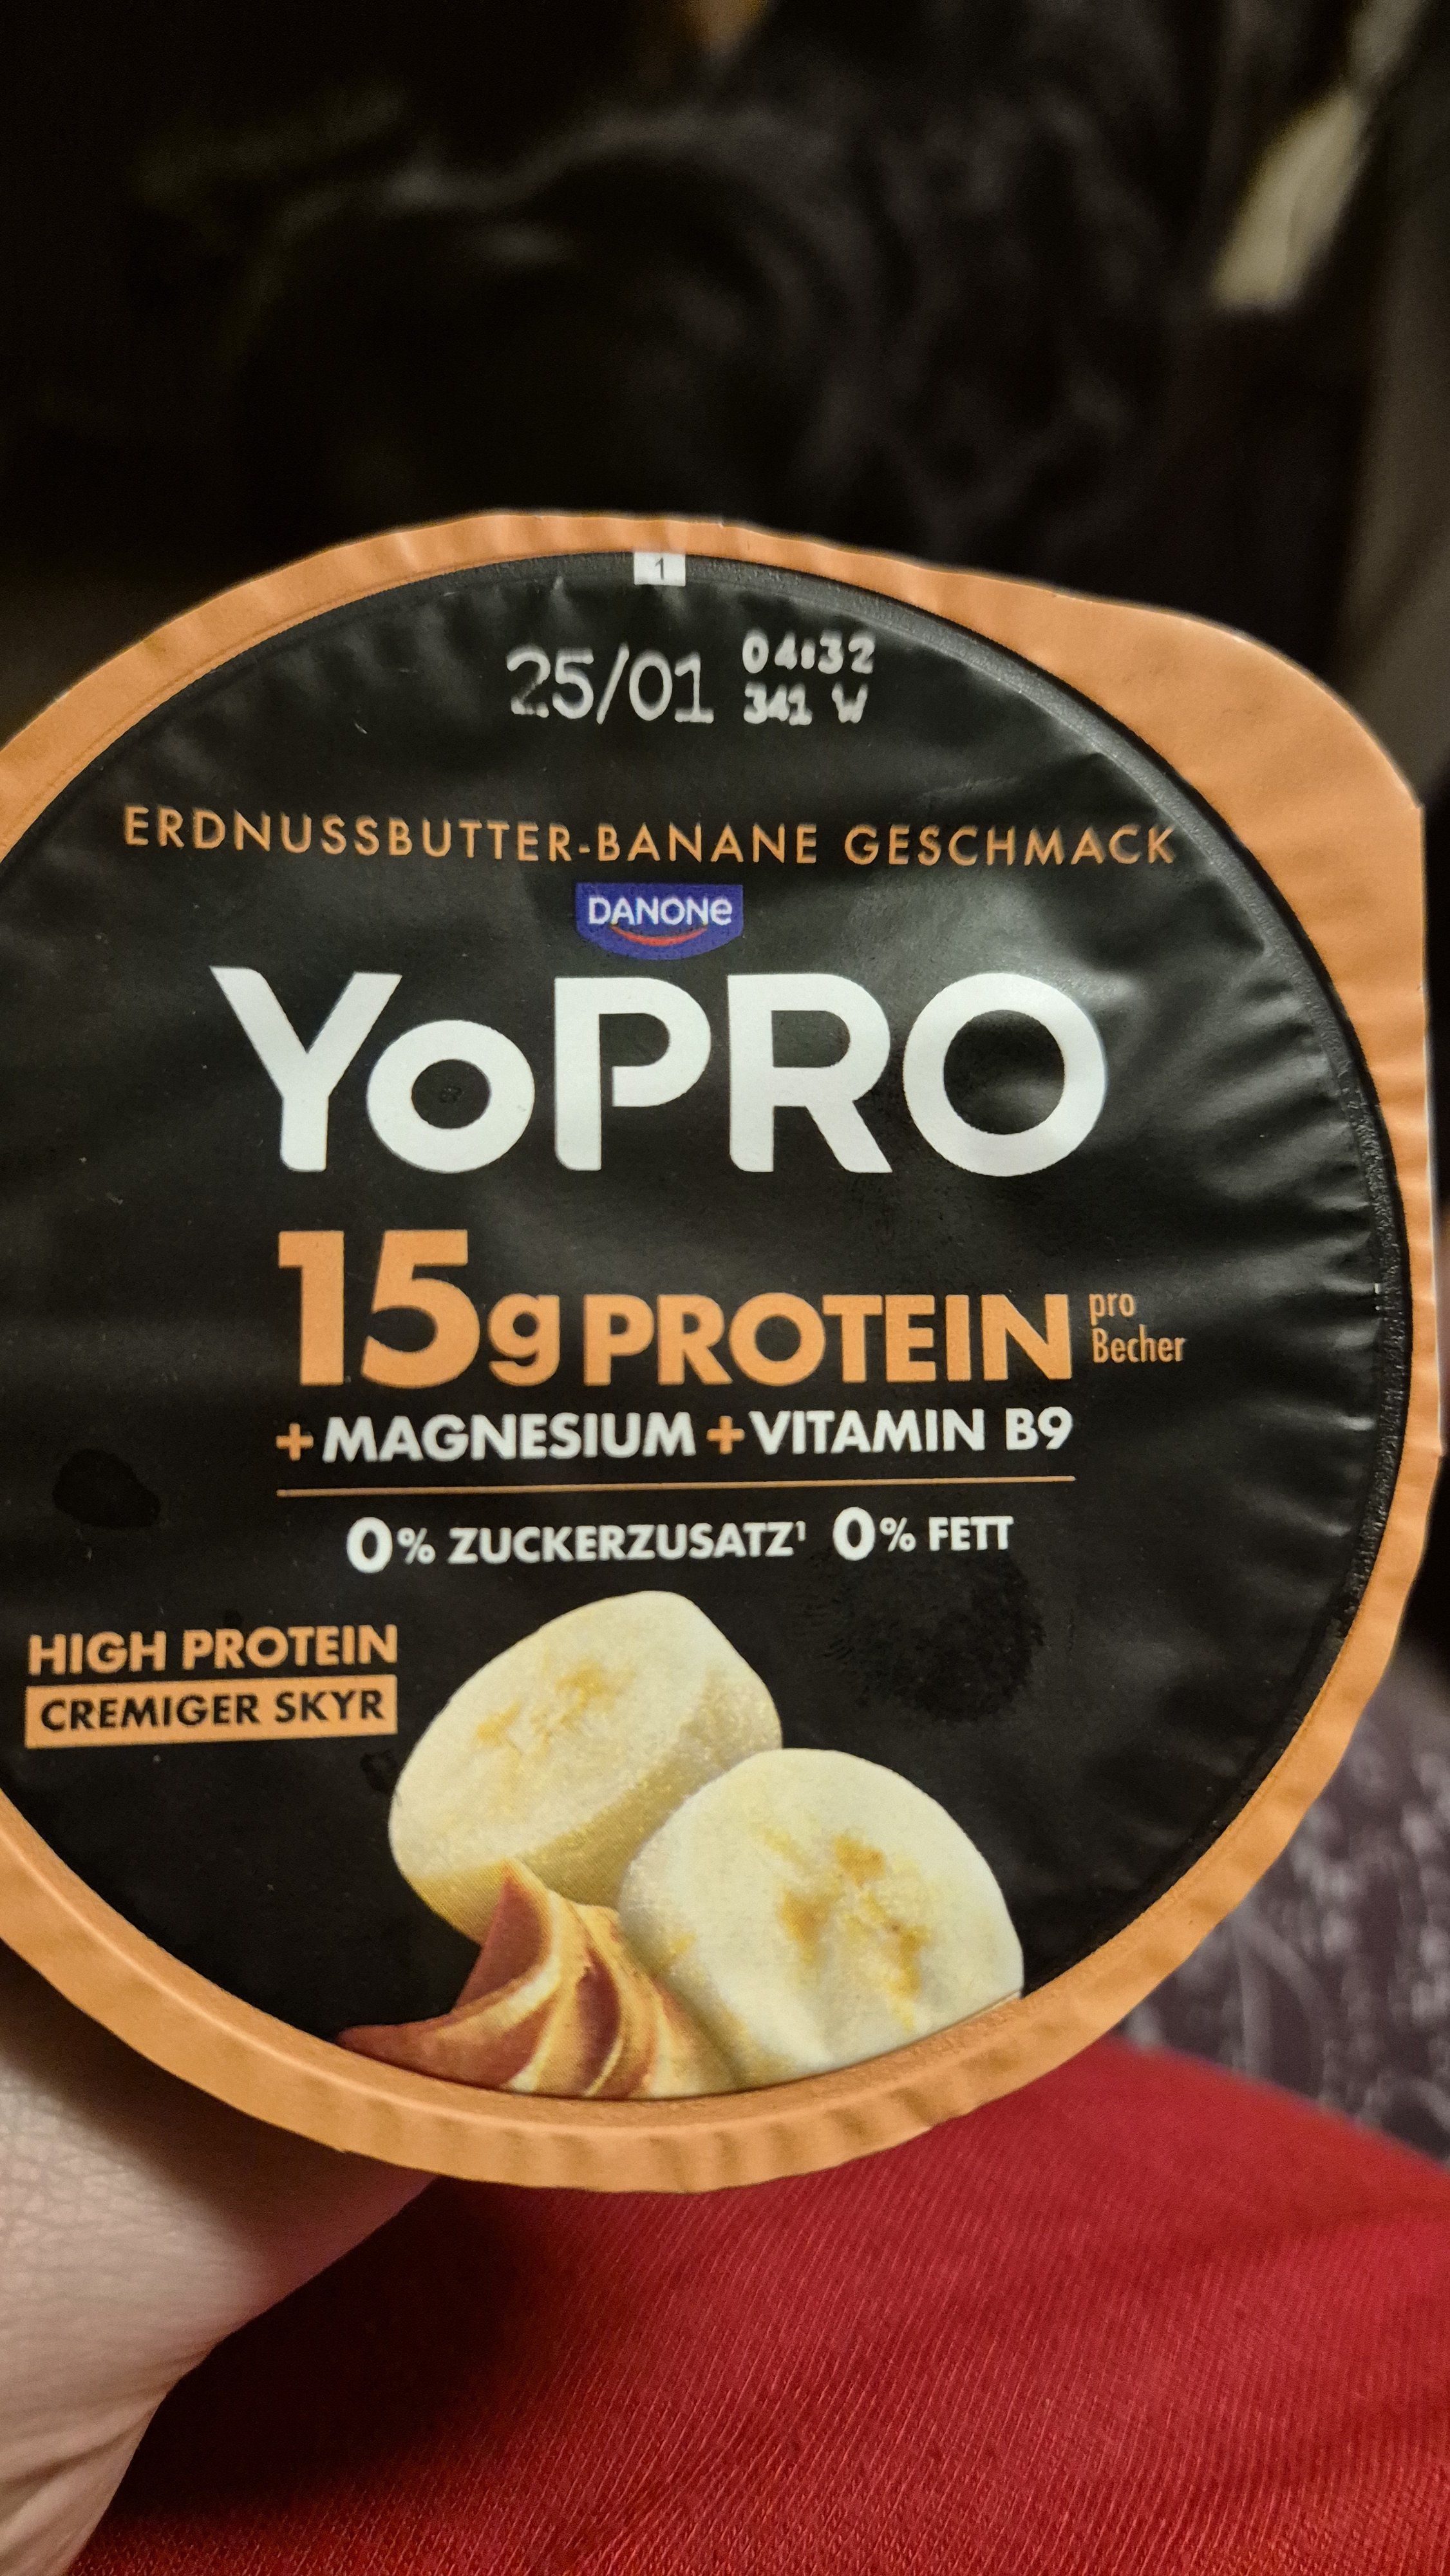 1
25/01 04:32
341 W
ERDNUSSBUTTER-BANANE GESCHMACK
DANONe
YoPRO
15g PROTEIN pro Becher
+MAGNESIUM +VITAMIN B9
0% ZUCKERZUSATZ¹ 0% FETT
HIGH PROTEIN
CREMIGER SKYR